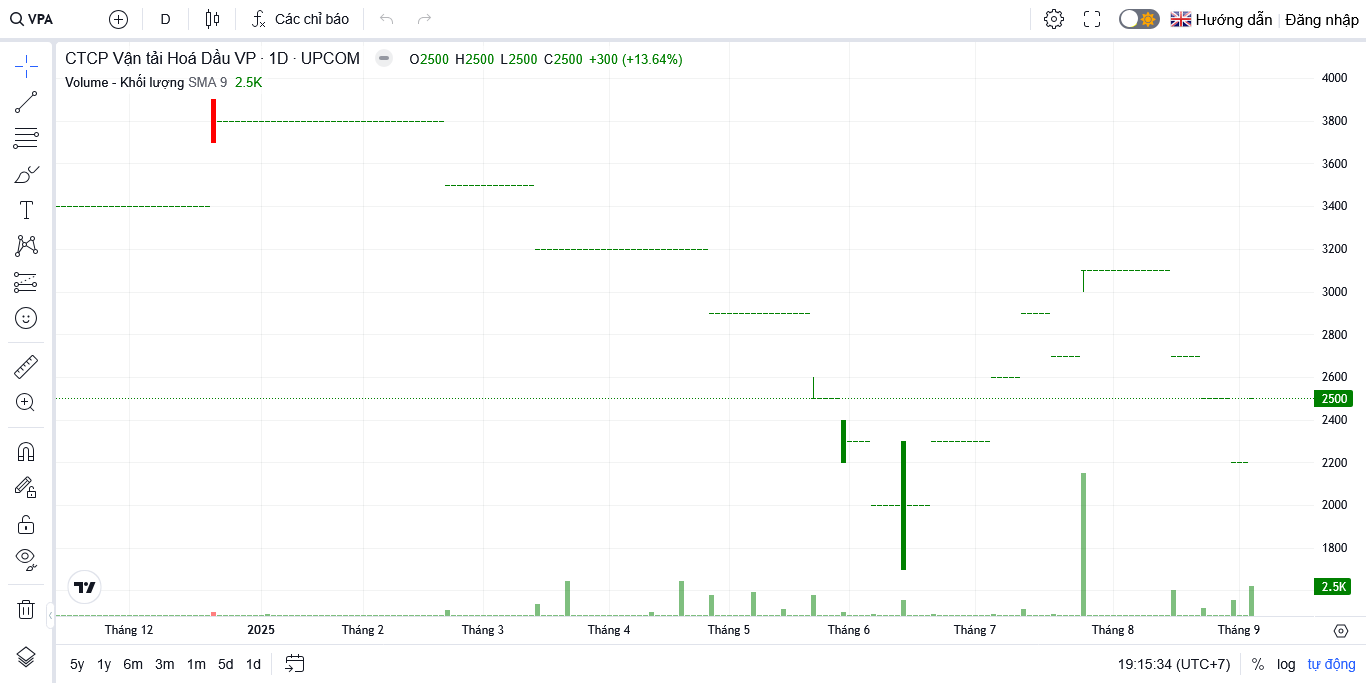 VPA D Các chỉ báo Hướng dẫn Đăng nhập
CTCP Vận tải Hoá Dầu VP · 1D · UPCOM O2500 H2500 L2500 C2500 +300 (+13.64%)
Volume - Khối lượng SMA 9 2.5K
4000
3800
3600
3400
3200
3000
2800
2600
2500
2400
2200
2000
1800
2.5K
Tháng 12 2025 Tháng 2 Tháng 3 Tháng 4 Tháng 5 Tháng 6 Tháng 7 Tháng 8 Tháng 9
5y 1y 6m 3m 1m 5d 1d 19:15:34 (UTC+7) % log tự động